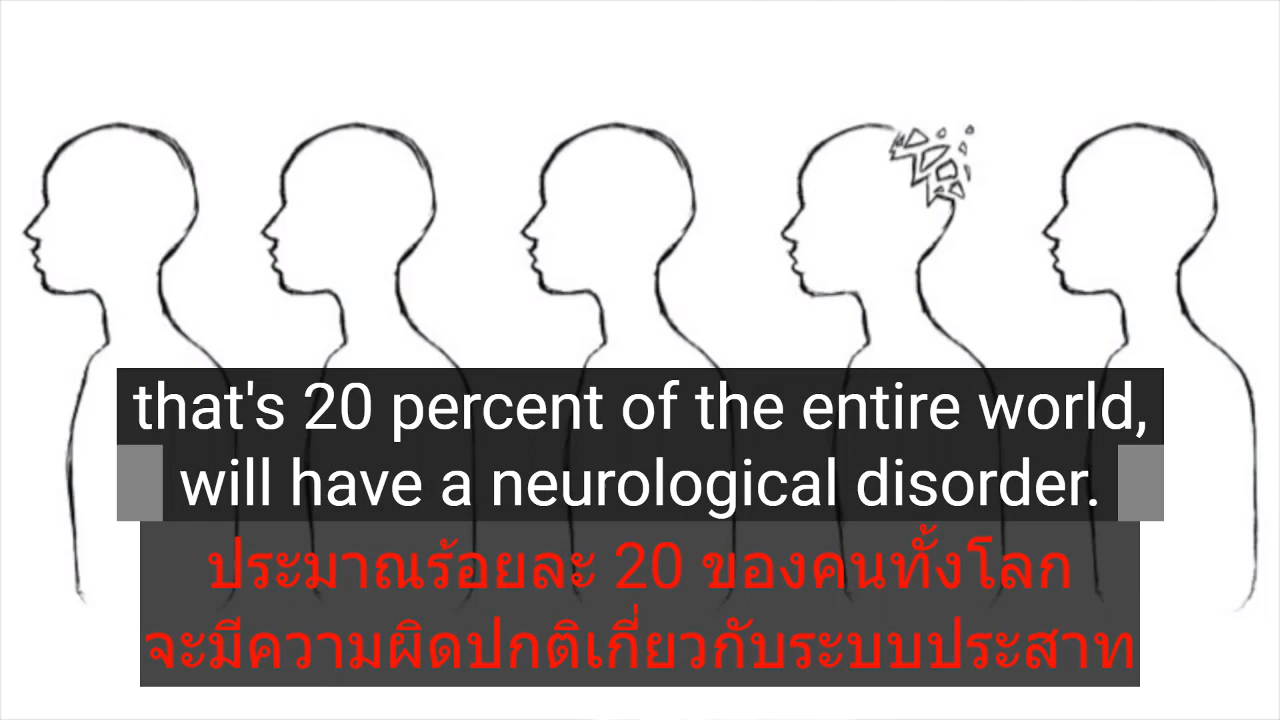 that's 20 percent of the entire world,
will have a neurological disorder.
ประมาณร้อยละ 20 ของคนทั้งโลก
จะมีความผิดปกติเกี่ยวกับระบบประสาท